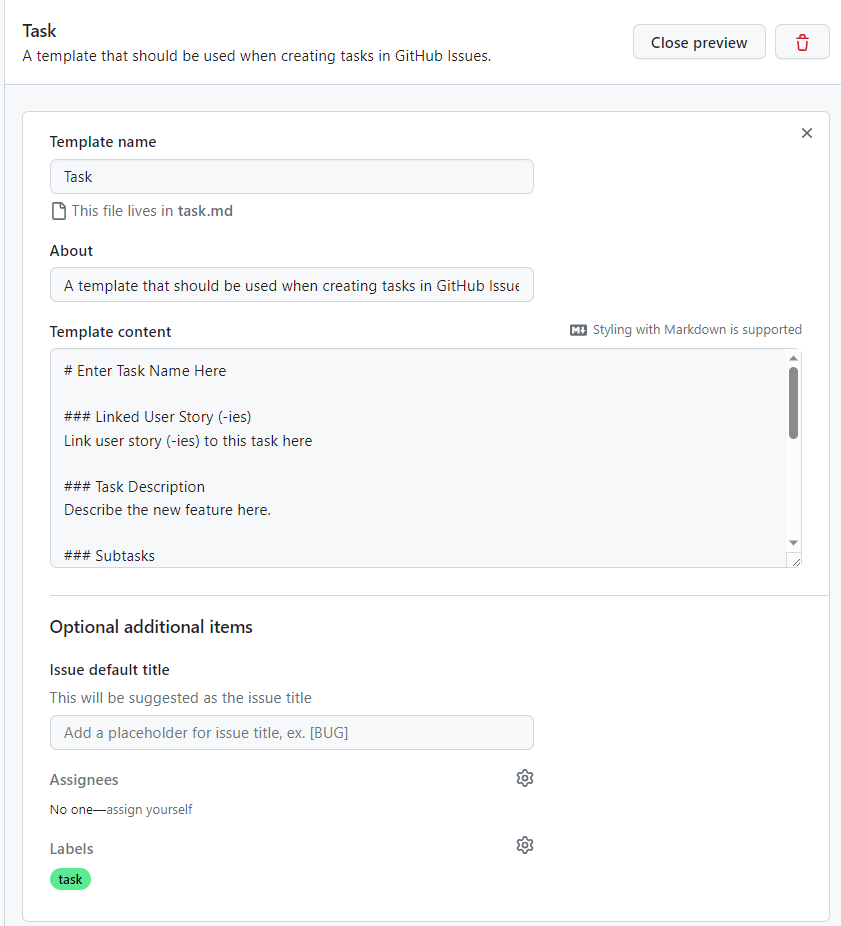 Task
A template that should be used when creating tasks in GitHub Issues.
Close preview
Template name
Task
This file lives in task.md
About
A template that should be used when creating tasks in GitHub Issue
Template content
Styling with Markdown is supported
# Enter Task Name Here
### Linked User Story (-ies)
Link user story (-ies) to this task here
### Task Description
Describe the new feature here.
### Subtasks
Optional additional items
Issue default title
This will be suggested as the issue title
Add a placeholder for issue title, ex. [BUG]
Assignees
No one—assign yourself
Labels
task